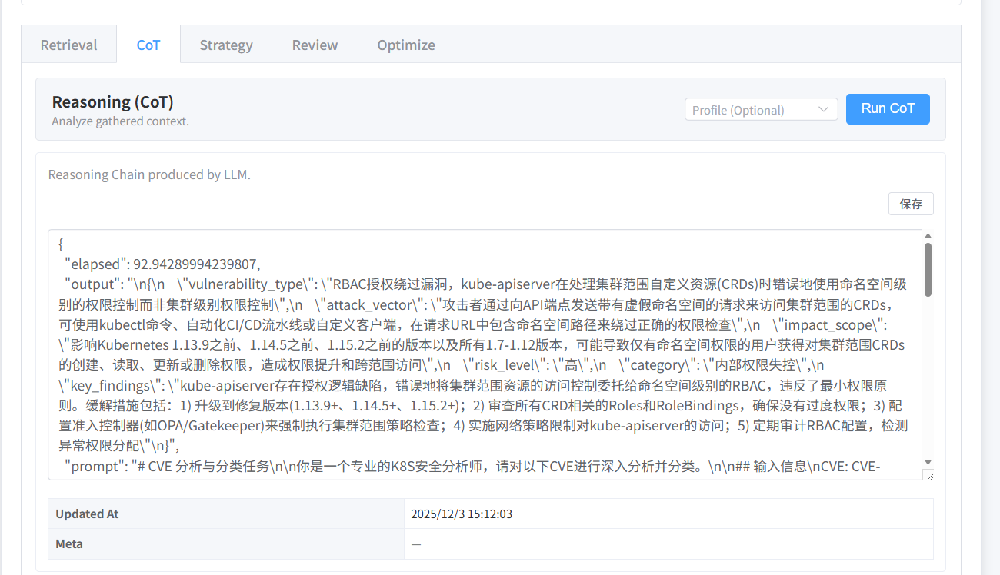 Retrieval
CoT
Strategy
Review
Optimize
Reasoning (CoT)
Analyze gathered context.
Profile (Optional)
Run CoT
Reasoning Chain produced by LLM.
保存
{
"elapsed": 92.94289994239807,
"output": "\n{\n   \"vulnerability_type\": \"RBAC授权绕过漏洞，kube-apiserver在处理集群范围自定义资源(CRDs)时错误地使用命名空间级
别的权限控制而非集群级别权限控制\",\n   \"attack_vector\": \"攻击者通过向API端点发送带有虚假命名空间的请求来访问集群范围的CRDs，
可使用kubectl命令、自动化CI/CD流水线或自定义客户端，在请求URL中包含命名空间路径来绕过正确的权限检查\",\n   \"impact_scope\":
\"影响Kubernetes 1.13.9之前、1.14.5之前、1.15.2之前的版本以及所有1.7-1.12版本，可能导致仅有命名空间权限的用户获得对集群范围CRDs
的创建、读取、更新或删除权限，造成权限提升和跨范围访问\",\n   \"risk_level\": \"高\",\n   \"category\": \"内部权限失控\",\n
\"key_findings\": \"kube-apiserver存在授权逻辑缺陷，错误地将集群范围资源的访问控制委托给命名空间级别的RBAC，违反了最小权限原
则。缓解措施包括：1) 升级到修复版本(1.13.9+、1.14.5+、1.15.2+)；2) 审查所有CRD相关的Roles和RoleBindings，确保没有过度权限；3) 配
置准入控制器(如OPA/Gatekeeper)来强制执行集群范围策略检查；4) 实施网络策略限制对kube-apiserver的访问；5) 定期审计RBAC配置，检测
异常权限分配\"\n}",
"prompt": "# CVE 分析与分类任务\n\n你是一个专业的K8S安全分析师，请对以下CVE进行深入分析并分类。\n\n## 输入信息\nCVE: CVE-
Updated At
2025/12/3 15:12:03
Meta
—